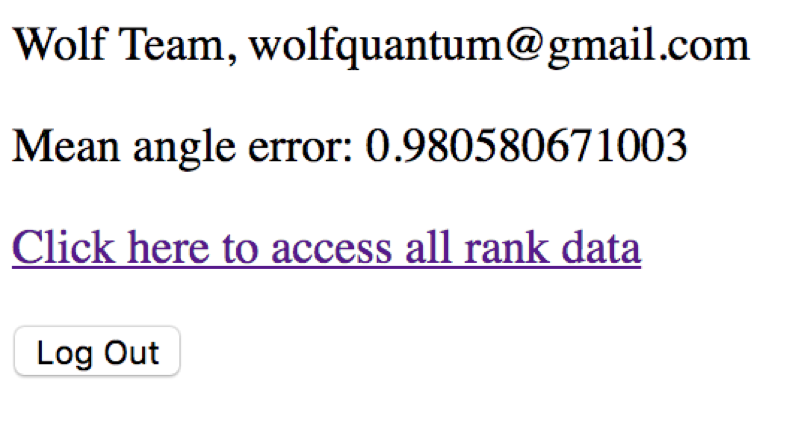 Wolf Team, wolfquantum@gmail.com
Mean angle error: 0.980580671003
Click here to access all rank data
Log Out